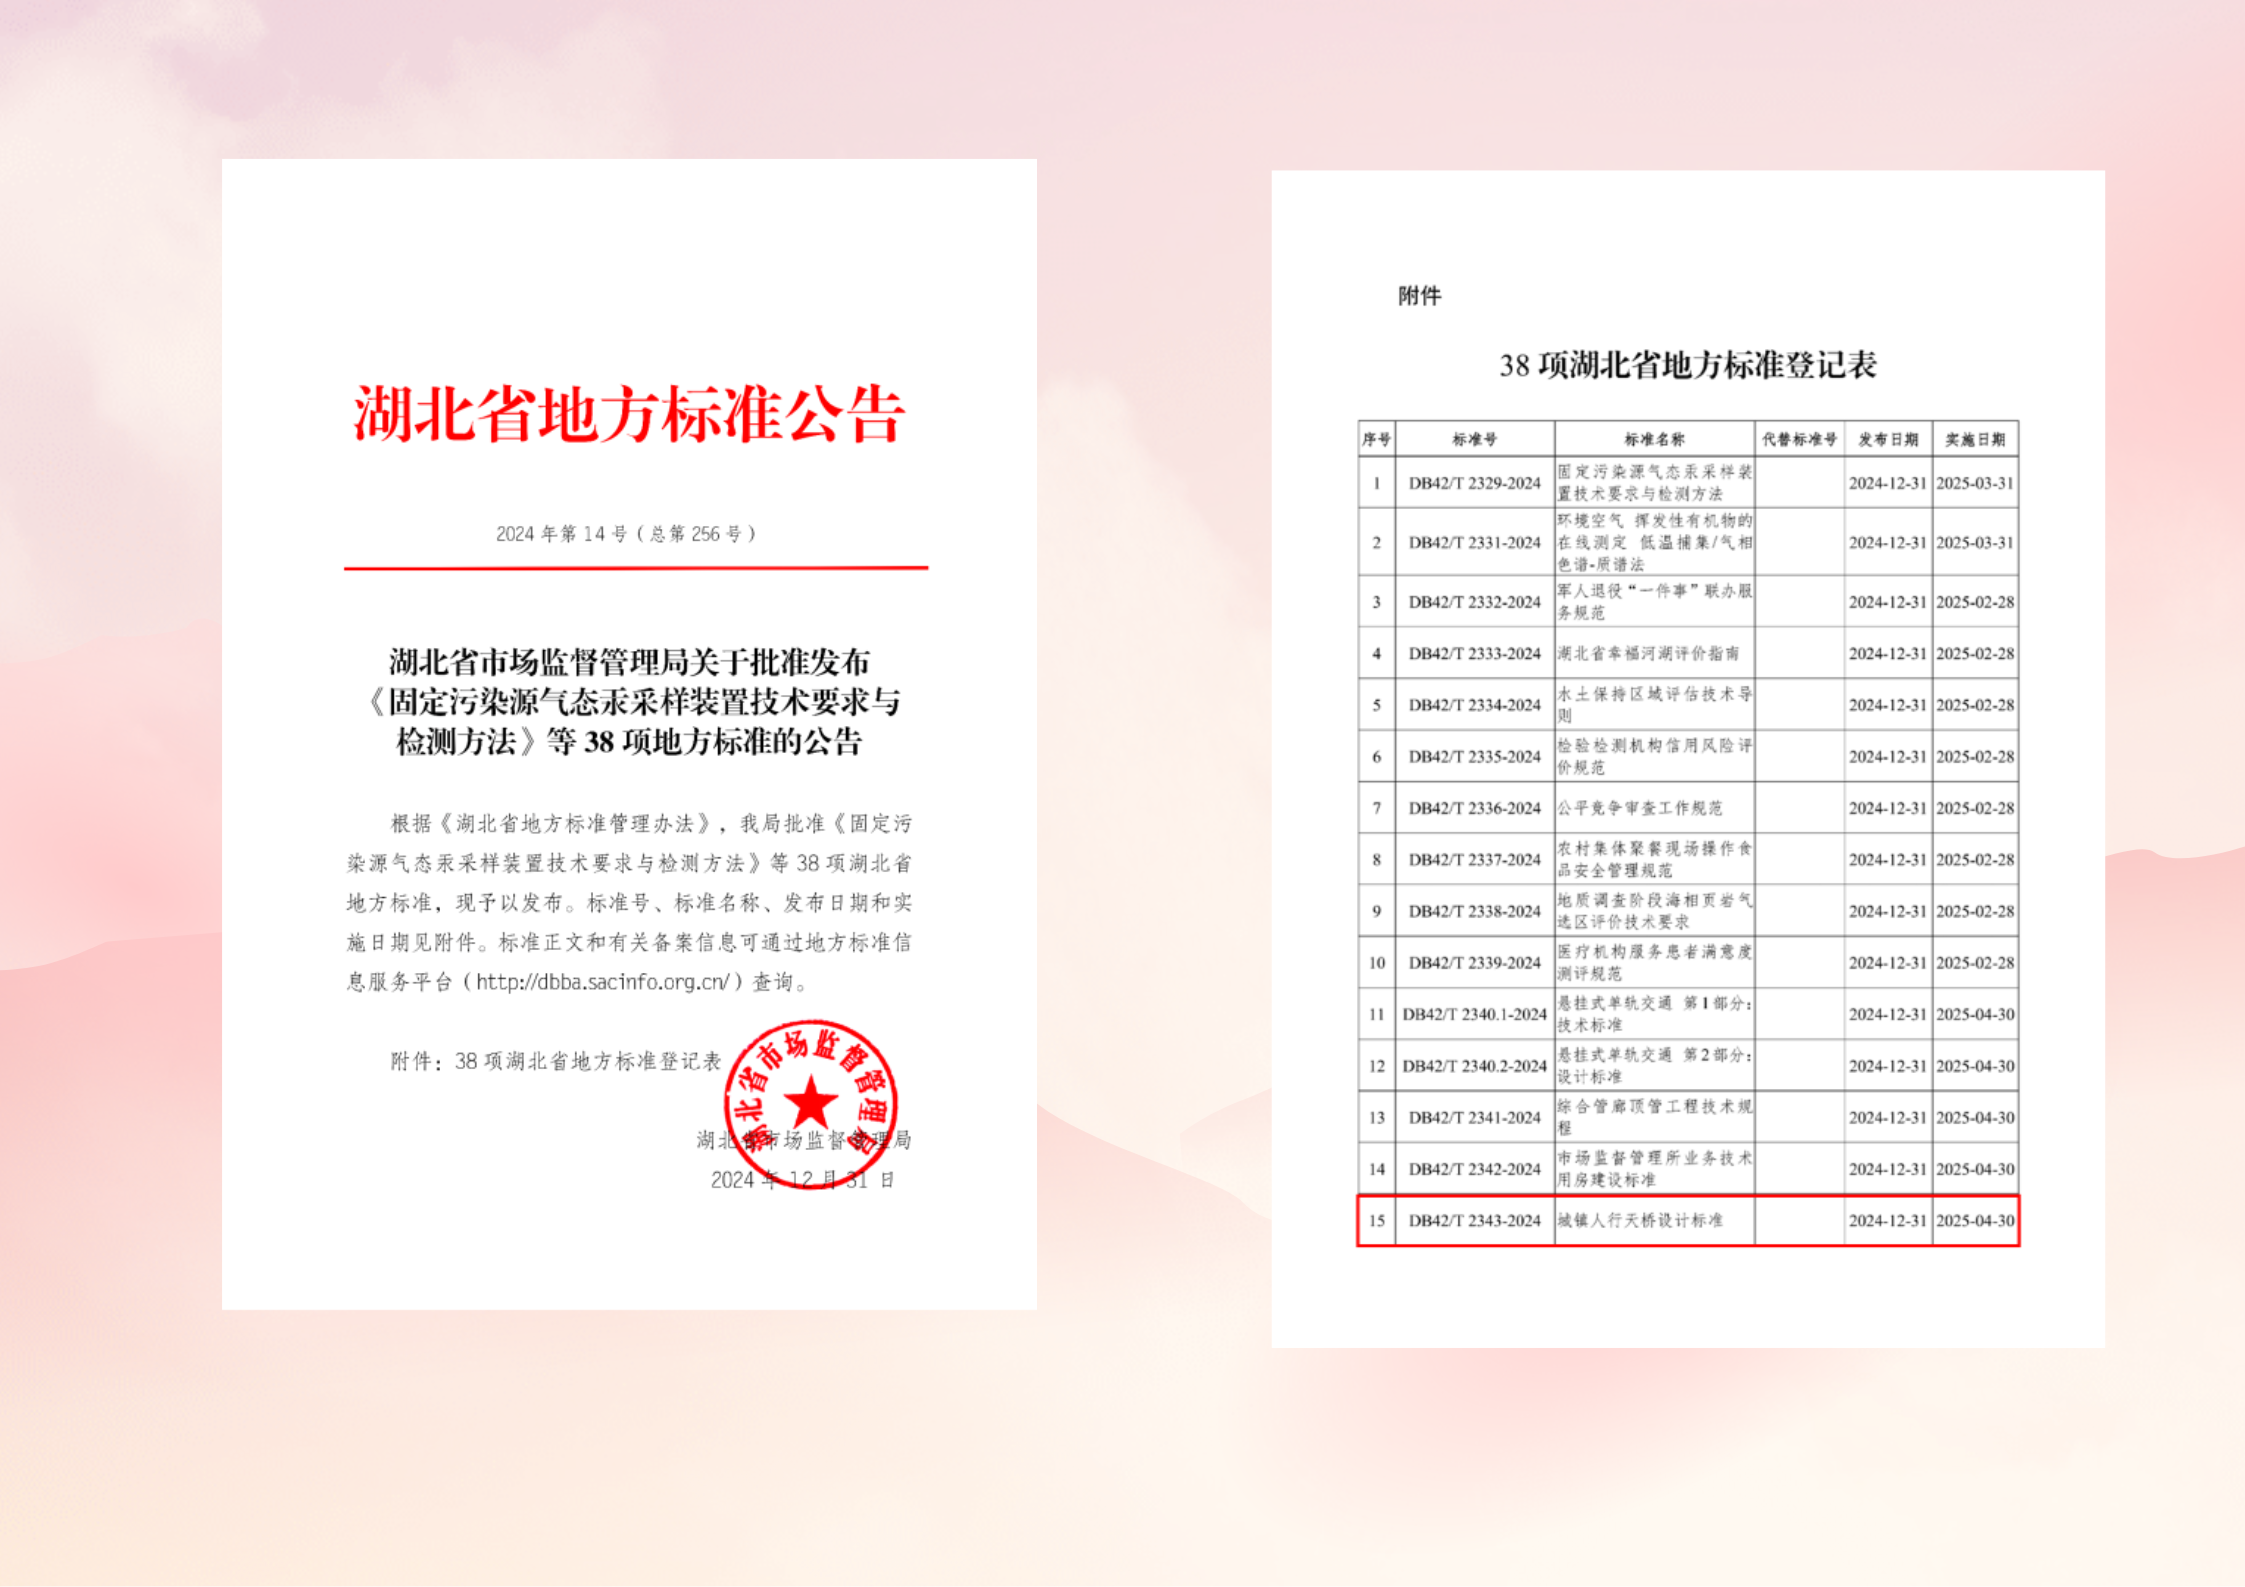 湖北省地方标准公告
2024 年第 14 号（总第 256 号）
湖北省市场监督管理局关于批准发布
《固定污染源气态汞采样装置技术要求与
检测方法》等 38 项地方标准的公告
根据《湖北省地方标准管理办法》，我局批准《固定污
染源气态汞采样装置技术要求与检测方法》等 38 项湖北省
地方标准，现予以发布。标准号、标准名称、发布日期和实
施日期见附件。标准正文和有关备案信息可通过地方标准信
息服务平台（http://dbba.sacinfo.org.cn/）查询。
附件：38 项湖北省地方标准登记表
湖北省市场监督管理局
湖北省市场监督管理局
2024 年 12 月 31 日
附件
38 项湖北省地方标准登记表
序号 标准号 标准名称 代替标准号 发布日期 实施日期
1 DB42/T 2329-2024 固定污染源气态汞采样装 2024-12-31 2025-03-31
置技术要求与检测方法
环境空气 挥发性有机物的
2 DB42/T 2331-2024 在线测定 低温捕集/气相 2024-12-31 2025-03-31
色谱-质谱法
3 DB42/T 2332-2024 军人退役“一件事”联办服 2024-12-31 2025-02-28
务规范
4 DB42/T 2333-2024 湖北省幸福河湖评价指南 2024-12-31 2025-02-28
5 DB42/T 2334-2024 水土保持区域评估技术导 2024-12-31 2025-02-28
则
6 DB42/T 2335-2024 检验检测机构信用风险评 2024-12-31 2025-02-28
价规范
7 DB42/T 2336-2024 公平竞争审查工作规范 2024-12-31 2025-02-28
8 DB42/T 2337-2024 农村集体聚餐现场操作食 2024-12-31 2025-02-28
品安全管理规范
9 DB42/T 2338-2024 地质调查阶段海相页岩气 2024-12-31 2025-02-28
选区评价技术要求
10 DB42/T 2339-2024 医疗机构服务患者满意度 2024-12-31 2025-02-28
测评规范
11 DB42/T 2340.1-2024 悬挂式单轨交通 第 1 部分： 2024-12-31 2025-04-30
技术标准
12 DB42/T 2340.2-2024 悬挂式单轨交通 第 2 部分： 2024-12-31 2025-04-30
设计标准
13 DB42/T 2341-2024 综合管廊顶管工程技术规 2024-12-31 2025-04-30
程
14 DB42/T 2342-2024 市场监督管理所业务技术 2024-12-31 2025-04-30
用房建设标准
15 DB42/T 2343-2024 城镇人行天桥设计标准 2024-12-31 2025-04-30